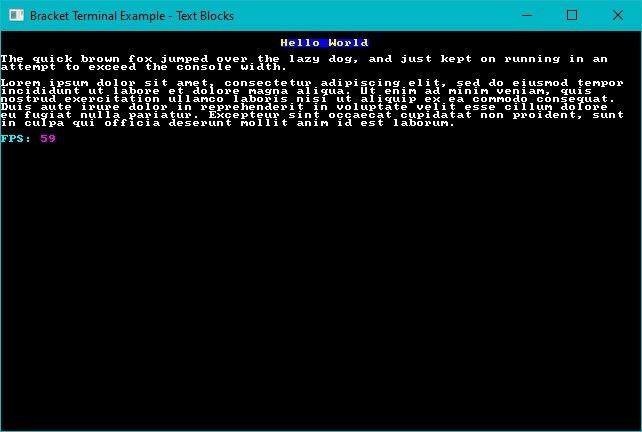 Bracket Terminal Example - Text Blocks
Hello World
The quick brown fox jumped over the lazy dog, and just kept on running in an
attempt to exceed the console width.
Lorem ipsum dolor sit amet, consectetur adipiscing elit, sed do eiusmod tempor
incididunt ut labore et dolore magna aliqua. Ut enim ad minim veniam, quis
nostrud exercitation ullamco laboris nisi ut aliquip ex ea commodo consequat.
Duis aute irure dolor in reprehenderit in voluptate velit esse cillum dolore
eu fugiat nulla pariatur. Excepteur sint occaecat cupidatat non proident, sunt
in culpa qui officia deserunt mollit anim id est laborum.
FPS: 59